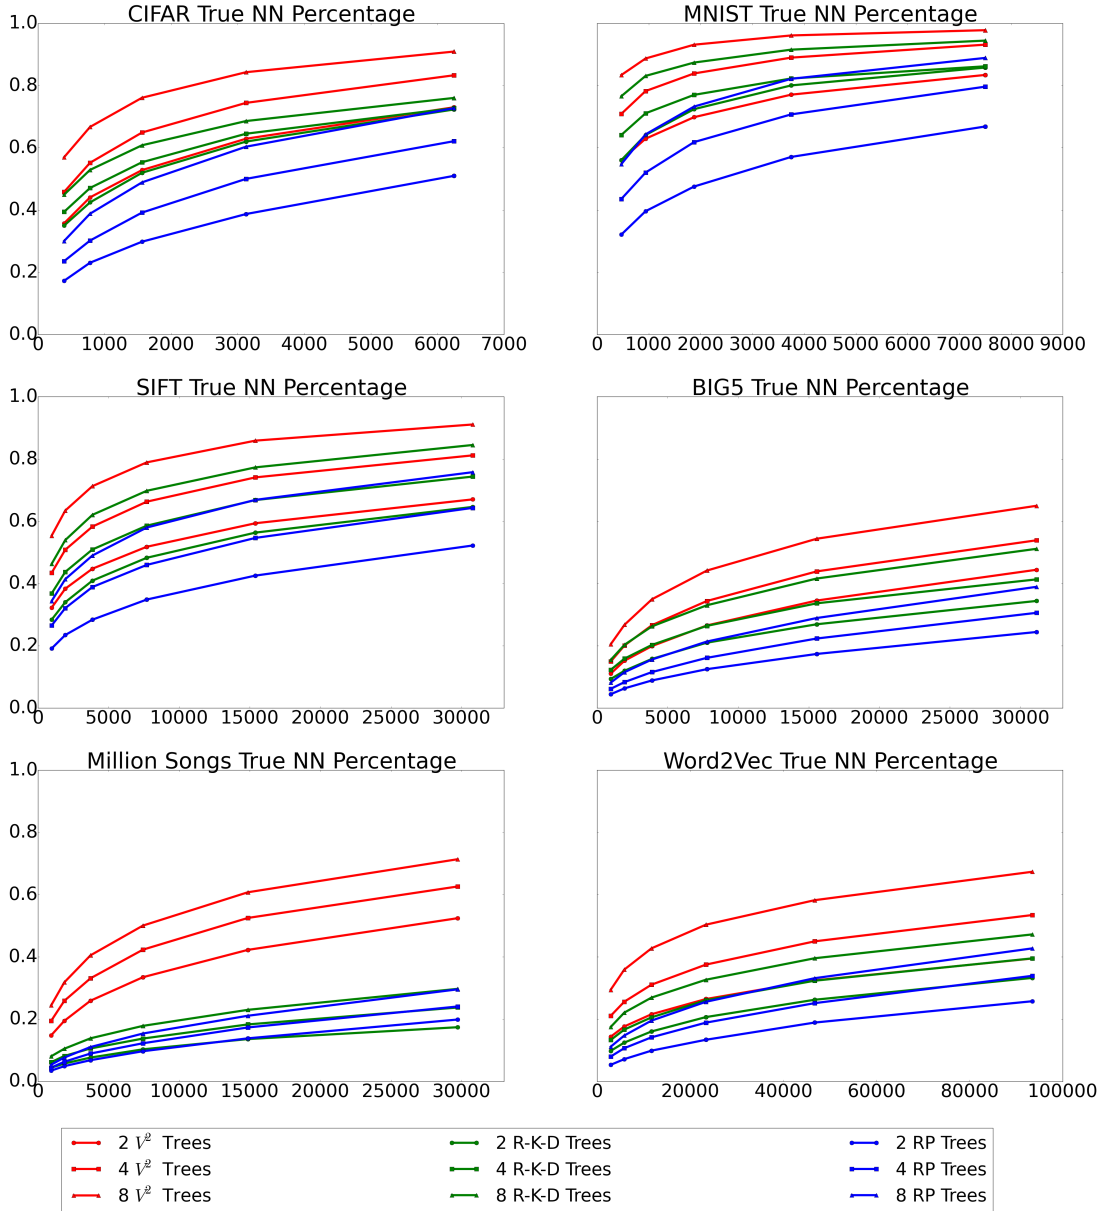 CIFAR True NN Percentage
1.0
0.8
0.6
0.4
0.2
0.0
0 1000 2000 3000 4000 5000 6000 7000
MNIST True NN Percentage
0 1000 2000 3000 4000 5000 6000 7000 8000 9000
SIFT True NN Percentage
1.0
0.8
0.6
0.4
0.2
0.0
0 5000 10000 15000 20000 25000 30000
BIG5 True NN Percentage
0 5000 10000 15000 20000 25000 30000
Million Songs True NN Percentage
1.0
0.8
0.6
0.4
0.2
0.0
0 5000 10000 15000 20000 25000 30000
Word2Vec True NN Percentage
0 20000 40000 60000 80000 100000
2 V² Trees
4 V² Trees
8 V² Trees
2 R-K-D Trees
4 R-K-D Trees
8 R-K-D Trees
2 RP Trees
4 RP Trees
8 RP Trees